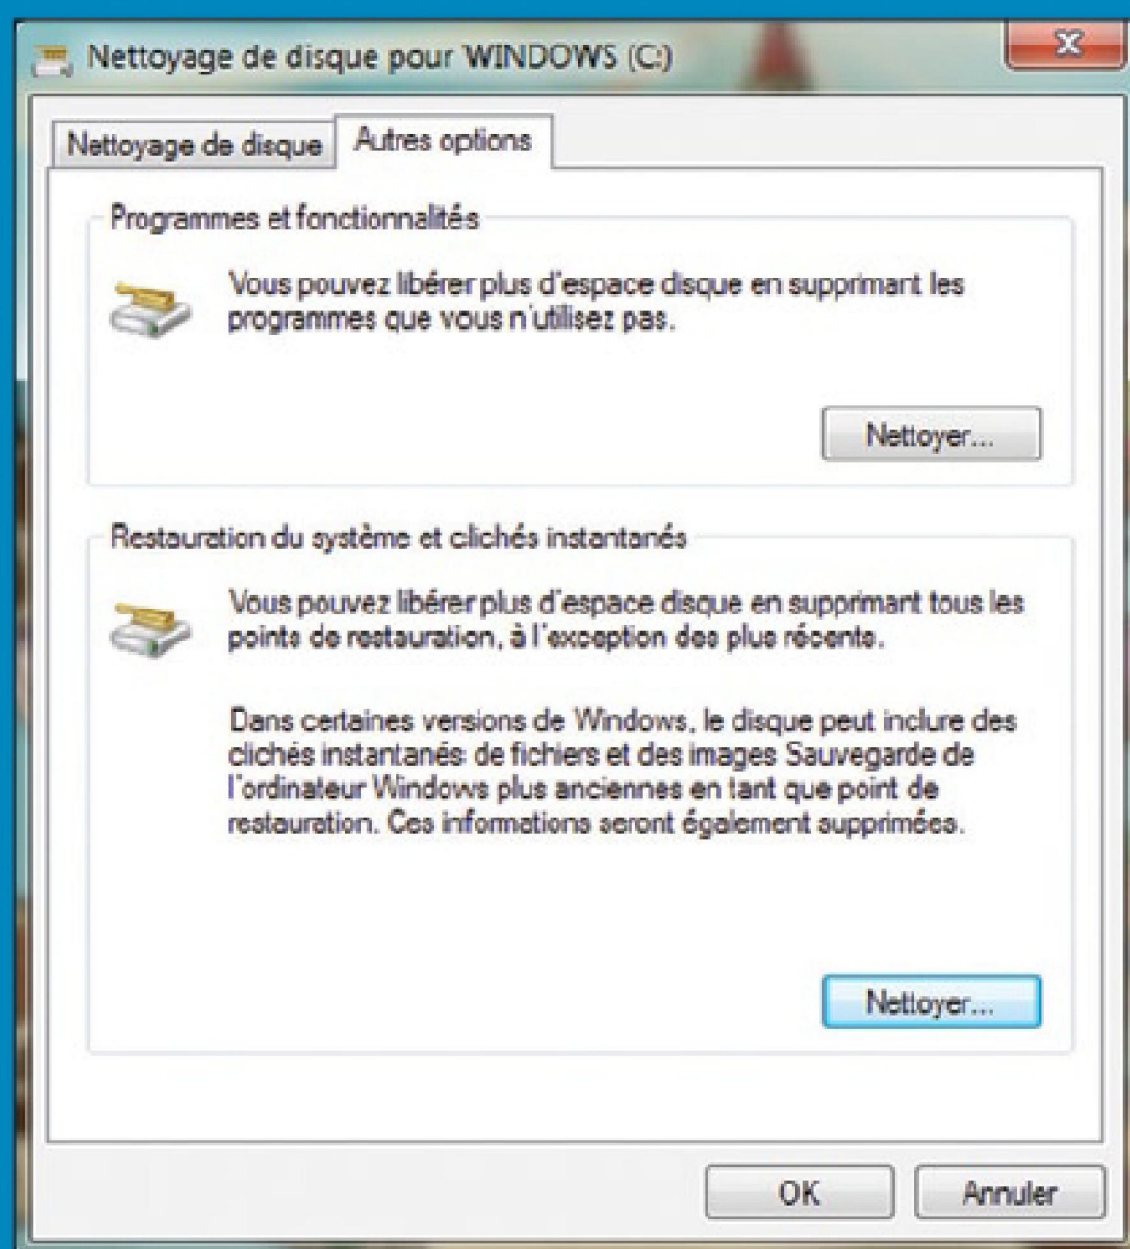 Nettoyage de disque pour WINDOWS (C:)
Nettoyage de disque
Autres options
Programmes et fonctionnalités
Vous pouvez libérer plus d'espace disque en supprimant les
programmes que vous n'utilisez pas.
Nettoyer...
Restauration du système et clichés instantanés
Vous pouvez libérer plus d'espace disque en supprimant tous les
points de restauration, à l'exception des plus récents.
Dans certaines versions de Windows, le disque peut inclure des
clichés instantanés de fichiers et des images Sauvegarde de
l'ordinateur Windows plus anciennes en tant que point de
restauration. Ces informations seront également supprimées.
Nettoyer...
OK
Annuler